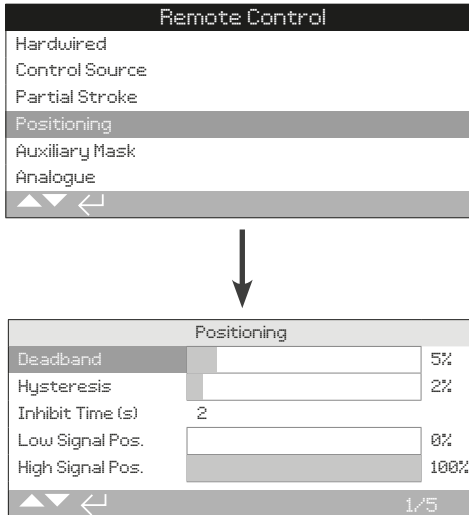 Remote Control
Hardwired
Control Source
Partial Stroke
Positioning
Auxiliary Mask
Analogue
Positioning
Deadband 5%
Hysteresis 2%
Inhibit Time (s) 2
Low Signal Pos. 0%
High Signal Pos. 100%
1/5